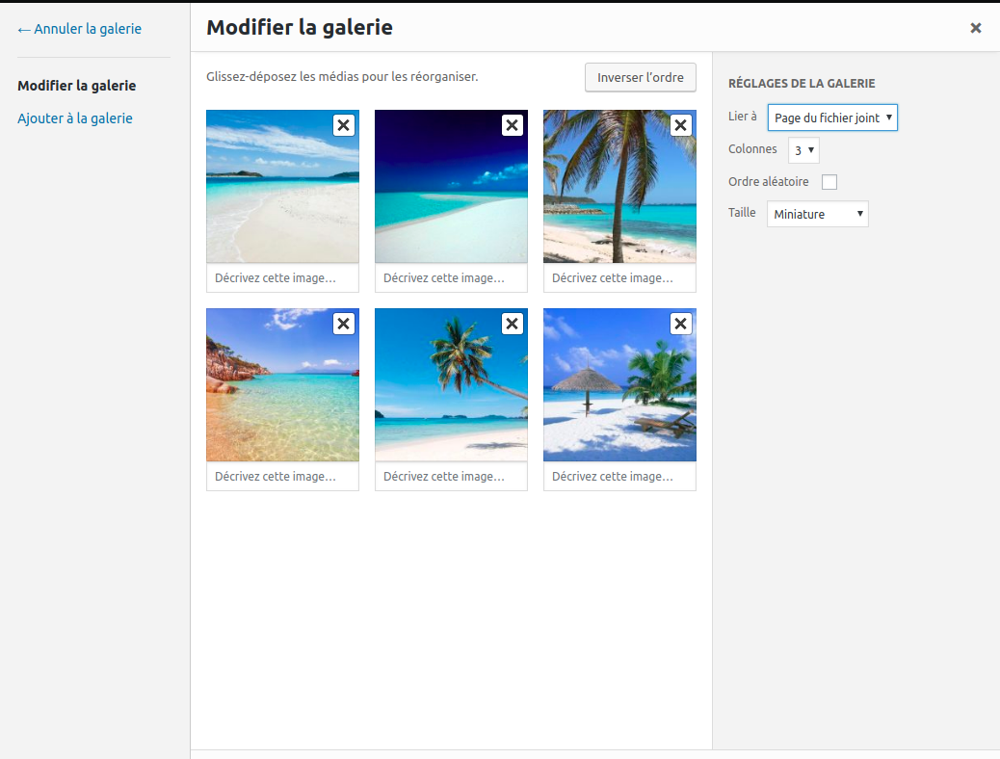 ← Annuler la galerie
Modifier la galerie
Ajouter à la galerie
Modifier la galerie
Glissez-déposez les médias pour les réorganiser.
Inverser l’ordre
Décrivez cette image…
Décrivez cette image…
Décrivez cette image…
Décrivez cette image…
Décrivez cette image…
Décrivez cette image…
RÉGLAGES DE LA GALERIE
Lier à Page du fichier joint
Colonnes 3
Ordre aléatoire
Taille Miniature